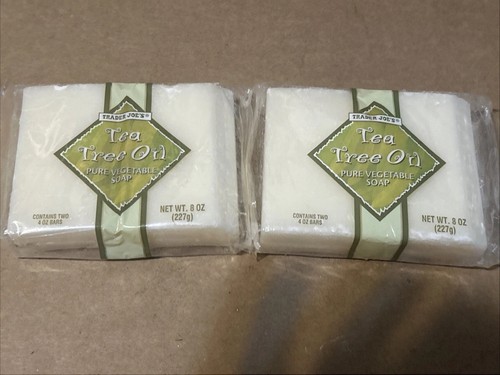 TRADER JOE'S®
Tea
Tree Oil
PURE VEGETABLE
SOAP
CONTAINS TWO
4 OZ BARS
NET WT. 8 OZ
(227g)
TRADER JOE'S®
Tea
Tree Oil
PURE VEGETABLE
SOAP
CONTAINS TWO
4 OZ BARS
NET WT. 8 OZ
(227g)